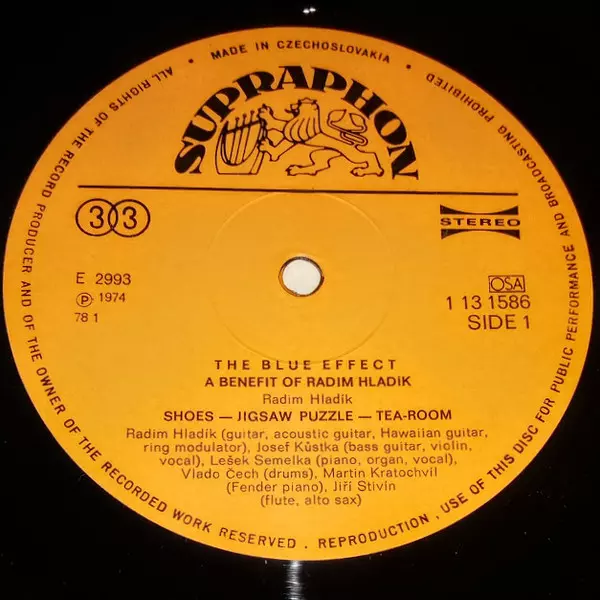 ALL RIGHTS OF THE RECORD PRODUCER AND OF THE OWNER OF THE RECORDED WORK RESERVED . REPRODUCTION , USE OF THIS DISC FOR PUBLIC PERFORMANCE AND BROADCASTING PROHIBITED
• MADE IN CZECHOSLOVAKIA •
SUPRAPHON
33
STEREO
E 2993
℗ 1974
78 1
OSA
1 13 1586
SIDE 1
THE BLUE EFFECT
A BENEFIT OF RADIM HLADíK
Radim Hladík
SHOES — JIGSAW PUZZLE — TEA-ROOM
Radim Hladík (guitar, acoustic guitar, Hawaiian guitar,
ring modulator), Josef Kůstka (bass guitar, violin,
vocal), Lešek Semelka (piano, organ, vocal),
Vlado Čech (drums), Martin Kratochvíl
(Fender piano), Jiří Stivín
(flute, alto sax)